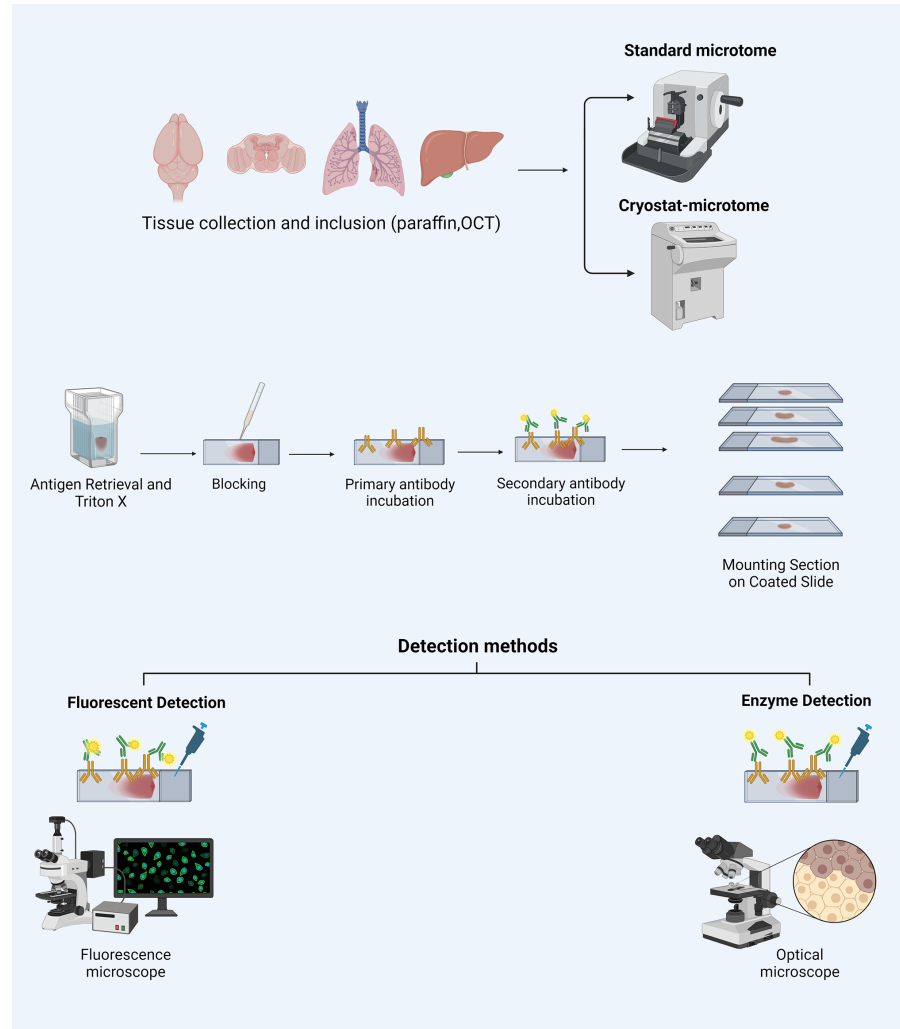 Standard microtome
Tissue collection and inclusion (paraffin,OCT)
Cryostat-microtome
Antigen Retrieval and
Triton X
Blocking
Primary antibody
incubation
Secondary antibody
incubation
Mounting Section
on Coated Slide
Detection methods
Fluorescent Detection
Enzyme Detection
Fluorescence
microscope
Optical
microscope